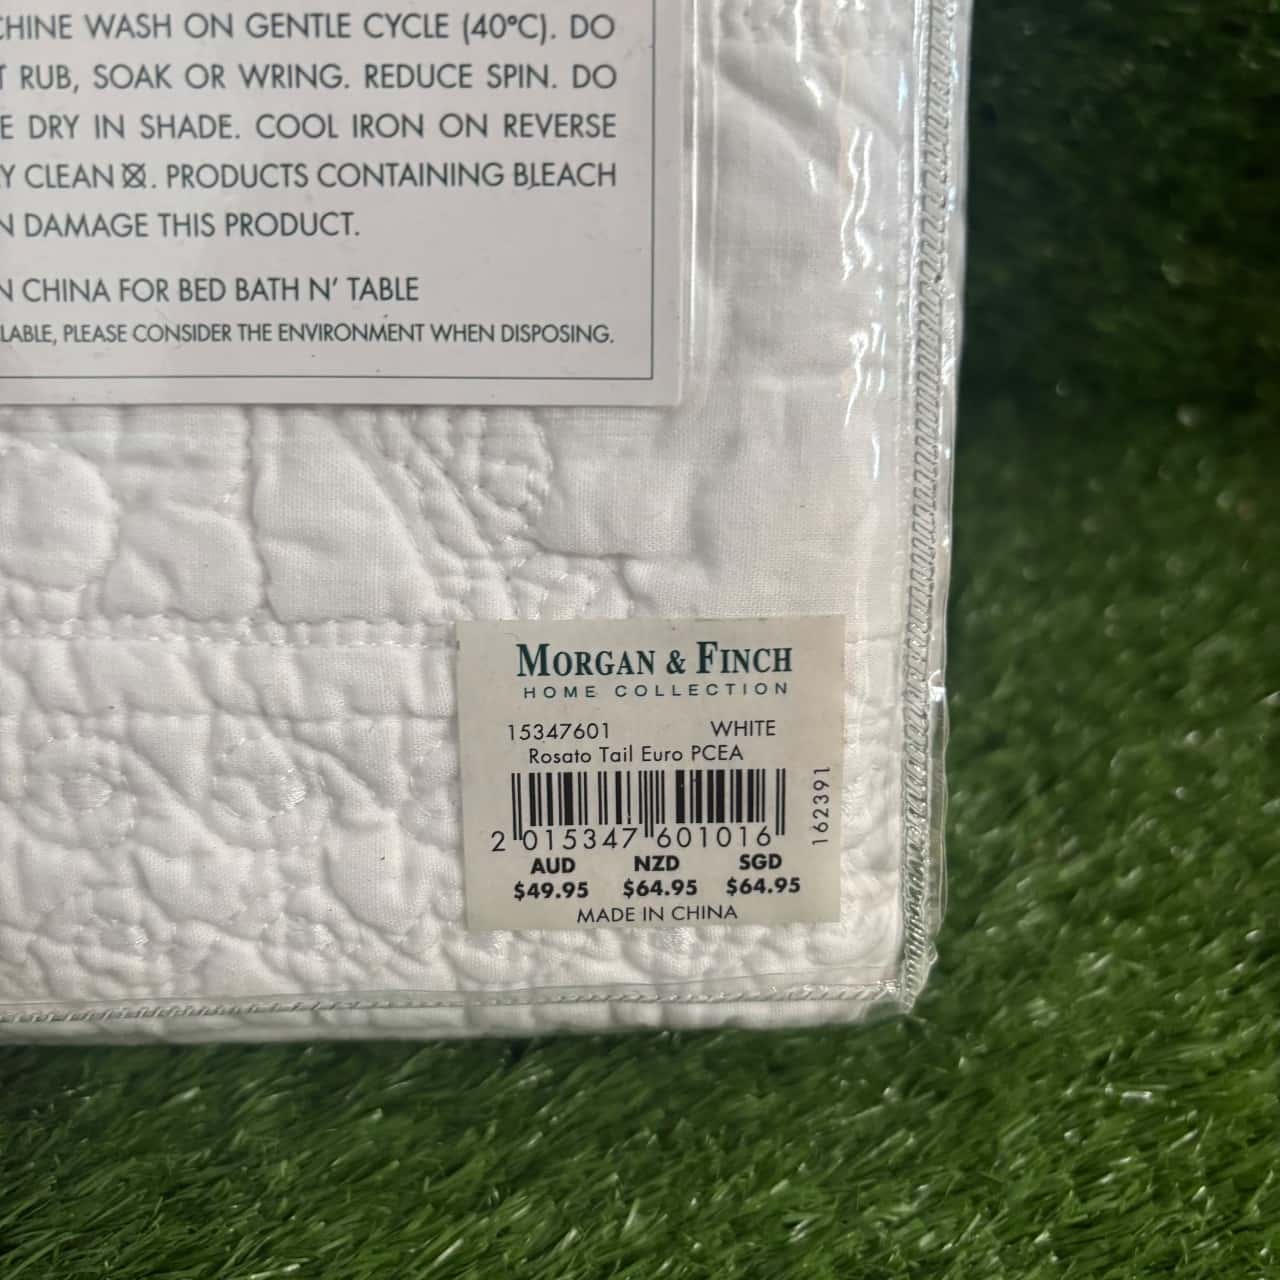 CHINE WASH ON GENTLE CYCLE (40°C). DO
T RUB, SOAK OR WRING. REDUCE SPIN. DO
E DRY IN SHADE. COOL IRON ON REVERSE
Y CLEAN. PRODUCTS CONTAINING BLEACH
N DAMAGE THIS PRODUCT.
N CHINA FOR BED BATH N' TABLE
LABLE, PLEASE CONSIDER THE ENVIRONMENT WHEN DISPOSING.
MORGAN & FINCH
HOME COLLECTION
15347601 WHITE
Rosato Tail Euro PCEA
162391
2 015347 601016
AUD NZD SGD
$49.95 $64.95 $64.95
MADE IN CHINA